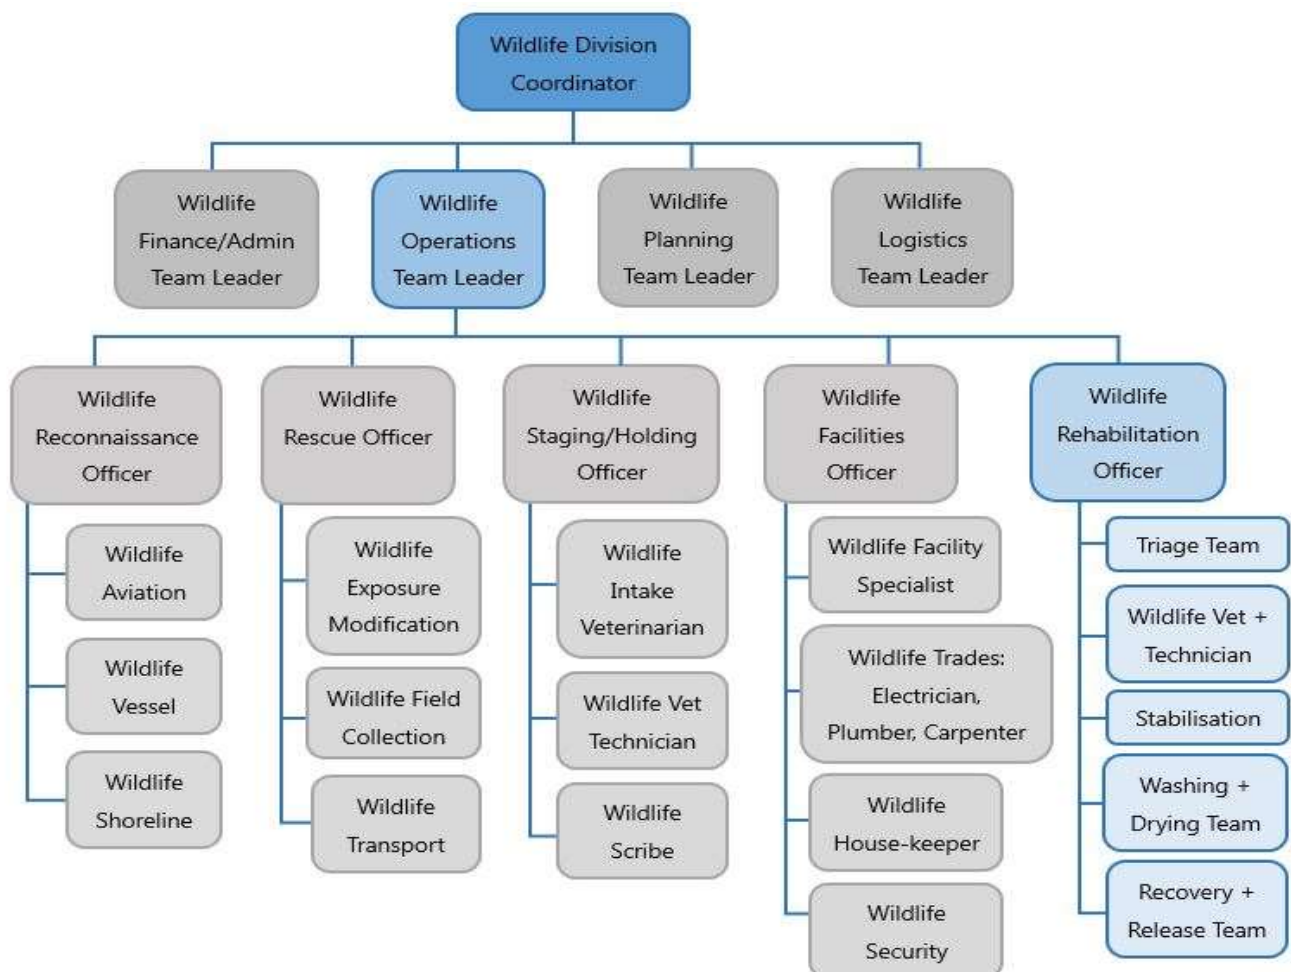 Wildlife Division
Coordinator
Wildlife
Finance/Admin
Team Leader
Wildlife
Operations
Team Leader
Wildlife
Planning
Team Leader
Wildlife
Logistics
Team Leader
Wildlife
Reconnaissance
Officer
Wildlife
Rescue Officer
Wildlife
Staging/Holding
Officer
Wildlife
Facilities
Officer
Wildlife
Rehabilitation
Officer
Wildlife
Aviation
Wildlife
Vessel
Wildlife
Shoreline
Wildlife
Exposure
Modification
Wildlife Field
Collection
Wildlife
Transport
Wildlife
Intake
Veterinarian
Wildlife Vet
Technician
Wildlife
Scribe
Wildlife Facility
Specialist
Wildlife Trades:
Electrician,
Plumber, Carpenter
Wildlife
House-keeper
Wildlife
Security
Triage Team
Wildlife Vet +
Technician
Stabilisation
Washing +
Drying Team
Recovery +
Release Team